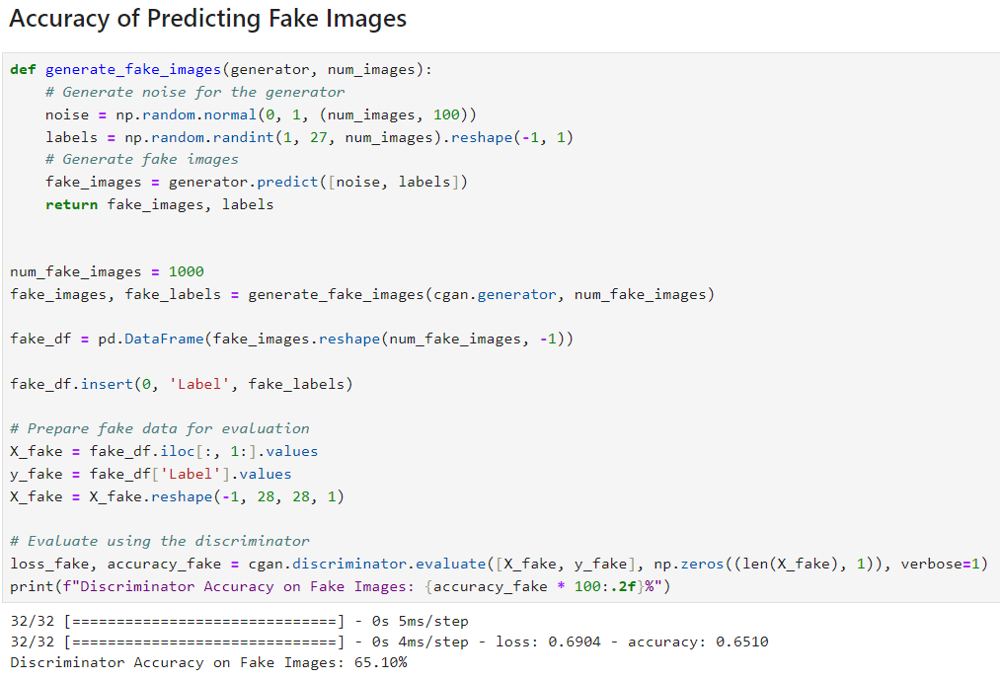 Accuracy of Predicting Fake Images
def generate_fake_images(generator, num_images):
    # Generate noise for the generator
    noise = np.random.normal(0, 1, (num_images, 100))
    labels = np.random.randint(1, 27, num_images).reshape(-1, 1)
    # Generate fake images
    fake_images = generator.predict([noise, labels])
    return fake_images, labels
num_fake_images = 1000
fake_images, fake_labels = generate_fake_images(cgan.generator, num_fake_images)
fake_df = pd.DataFrame(fake_images.reshape(num_fake_images, -1))
fake_df.insert(0, 'Label', fake_labels)
# Prepare fake data for evaluation
X_fake = fake_df.iloc[:, 1:].values
y_fake = fake_df['Label'].values
X_fake = X_fake.reshape(-1, 28, 28, 1)
# Evaluate using the discriminator
loss_fake, accuracy_fake = cgan.discriminator.evaluate([X_fake, y_fake], np.zeros((len(X_fake), 1)), verbose=1)
print(f"Discriminator Accuracy on Fake Images: {accuracy_fake * 100:.2f}%")
32/32 [==============================] - 0s 5ms/step
32/32 [==============================] - 0s 4ms/step - loss: 0.6904 - accuracy: 0.6510
Discriminator Accuracy on Fake Images: 65.10%